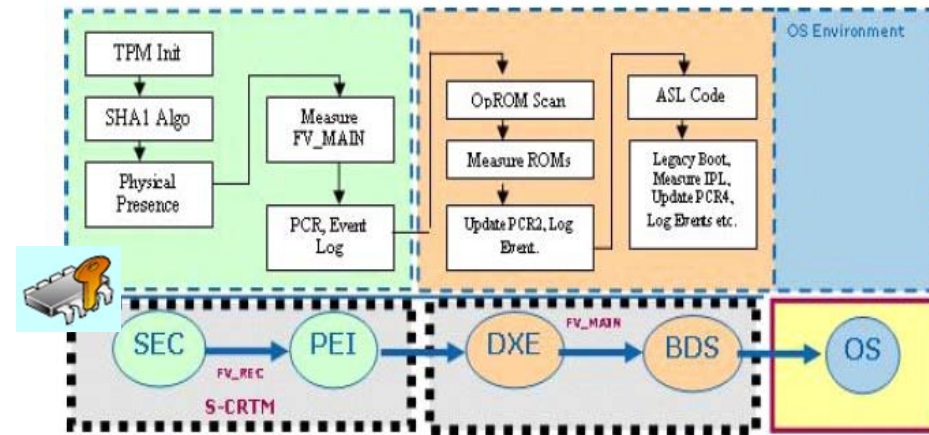 TPM Init
SHA1 Algo
Physical
Presence
Measure
FV_MAIN
PCR, Event
Log
OpROM Scan
Measure ROMs
Update PCR2, Log
Event.
ASL Code
Legacy Boot,
Measure IPL,
Update PCR4,
Log Events etc.
OS Environment
SEC
FV_REC
PEI
S-CRTM
DXE
FV_MAIN
BDS
OS